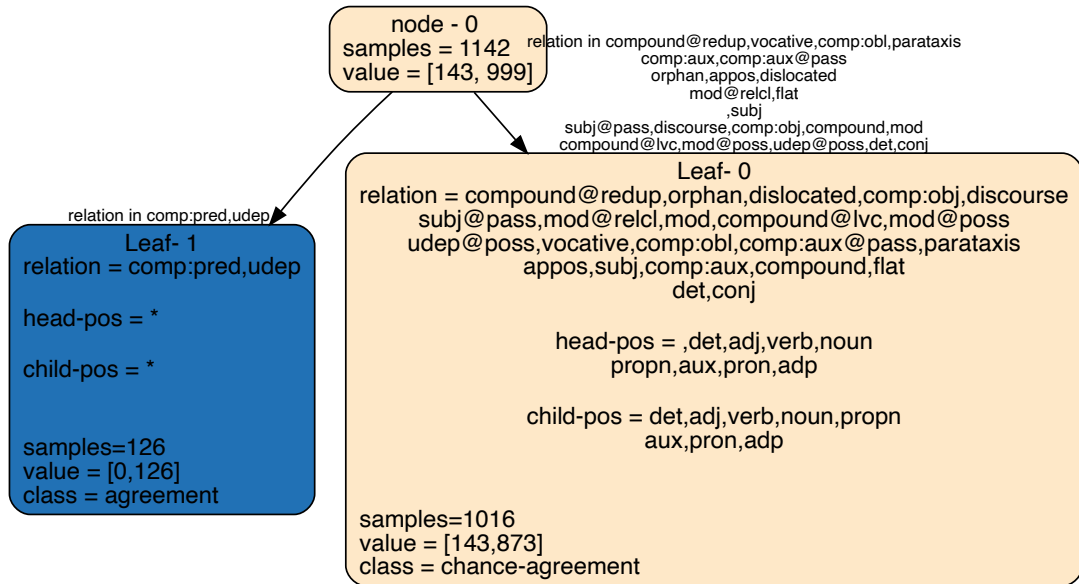 node - 0
samples = 1142
value = [143, 999]
relation in compound@redup,vocative,comp:obl,parataxis
comp:aux,comp:aux@pass
orphan,appos,dislocated
mod@relcl,flat
,subj
subj@pass,discourse,comp:obj,compound,mod
compound@lvc,mod@poss,udep@poss,det,conj
relation in comp:pred,udep
Leaf- 1
relation = comp:pred,udep
head-pos = *
child-pos = *
samples=126
value = [0,126]
class = agreement
Leaf- 0
relation = compound@redup,orphan,dislocated,comp:obj,discourse
subj@pass,mod@relcl,mod,compound@lvc,mod@poss
udep@poss,vocative,comp:obl,comp:aux@pass,parataxis
appos,subj,comp:aux,compound,flat
det,conj
head-pos = ,det,adj,verb,noun
propn,aux,pron,adp
child-pos = det,adj,verb,noun,propn
aux,pron,adp
samples=1016
value = [143,873]
class = chance-agreement